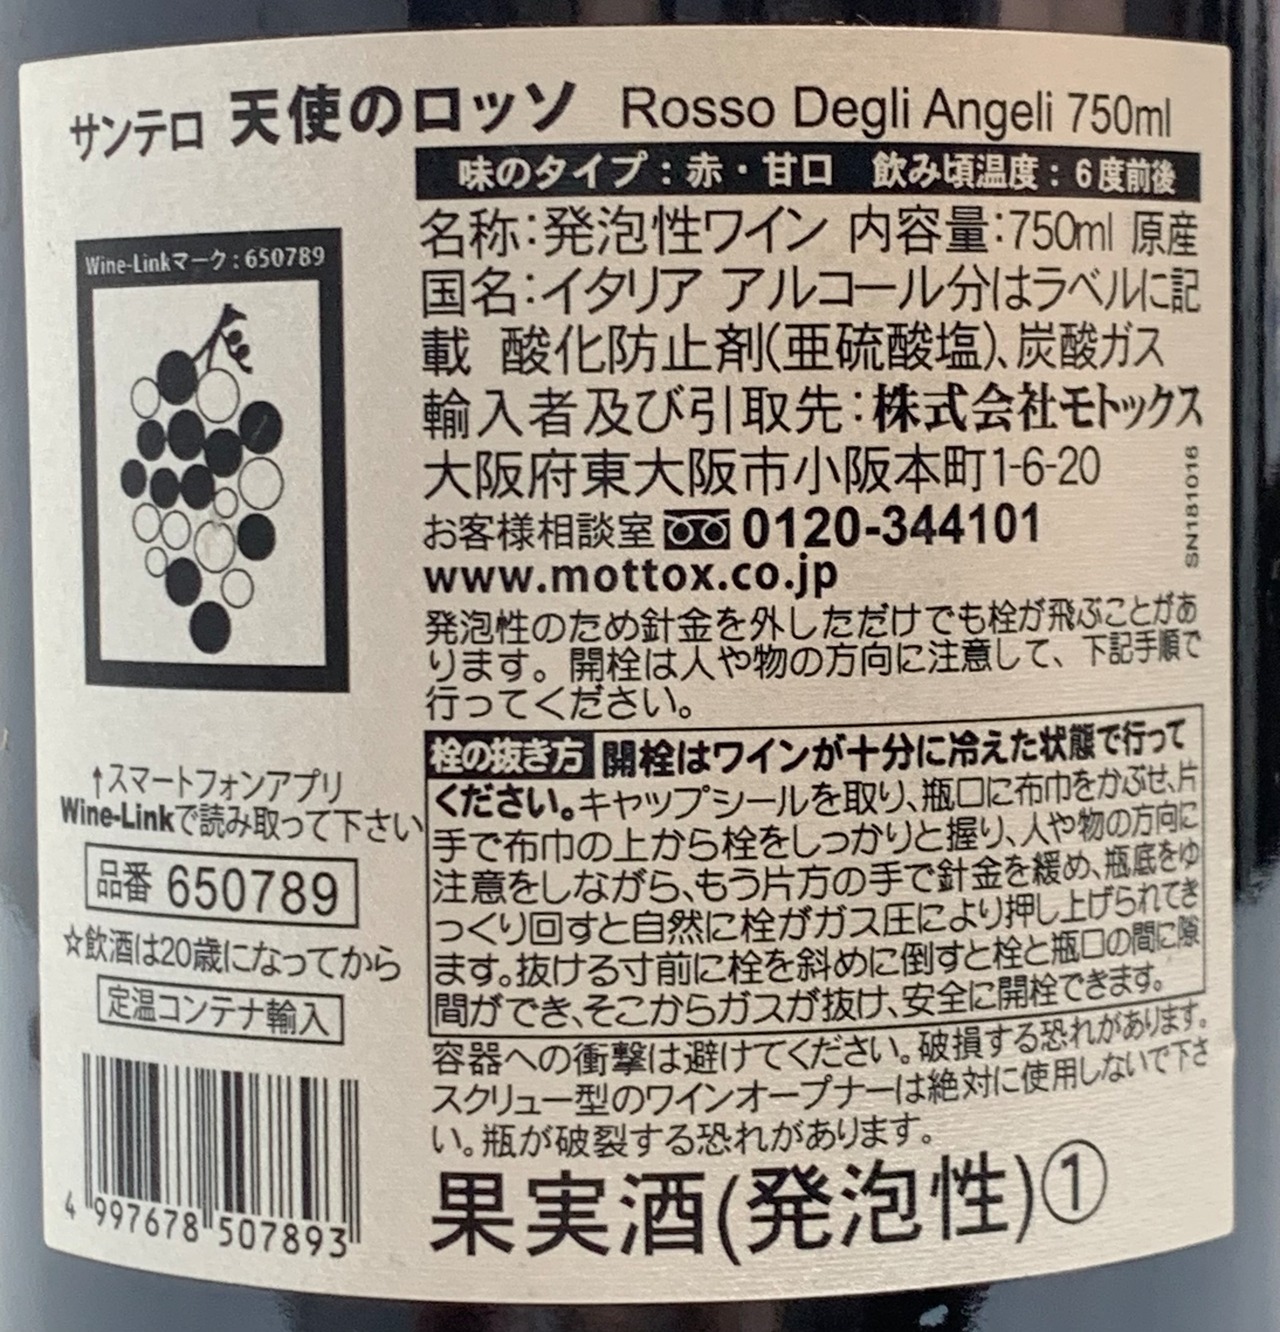 サンテロ 天使のロッソ Rosso Degli Angeli 750ml
味のタイプ：赤・甘口 飲み頃温度：6度前後
名称：発泡性ワイン 内容量：750ml 原産
国名：イタリア アルコール分はラベルに記
載 酸化防止剤(亜硫酸塩)、炭酸ガス
輸入者及び引取先：株式会社モトックス
大阪府東大阪市小阪本町1-6-20
お客様相談室 0120-344101
www.mottox.co.jp
SN181016
発泡性のため針金を外しただけでも栓が飛ぶことがあ
ります。開栓は人や物の方向に注意して、下記手順で
行ってください。
栓の抜き方 開栓はワインが十分に冷えた状態で行って
ください。キャップシールを取り、瓶口に布巾をかぶせ、片
手で布巾の上から栓をしっかりと握り、人や物の方向に
注意をしながら、もう片方の手で針金を緩め、瓶底をゆ
っくり回すと自然に栓がガス圧により押し上げられてき
ます。抜ける寸前に栓を斜めに倒すと栓と瓶口の間に隙
間ができ、そこからガスが抜け、安全に開栓できます。
容器への衝撃は避けてください。破損する恐れがあります。
スクリュー型のワインオープナーは絶対に使用しないで下さ
い。瓶が破裂する恐れがあります。
果実酒(発泡性)①
Wine-Linkマーク：650789
↑スマートフォンアプリ
Wine-Linkで読み取って下さい
品番 650789
☆飲酒は20歳になってから
定温コンテナ輸入
4 997678 507893